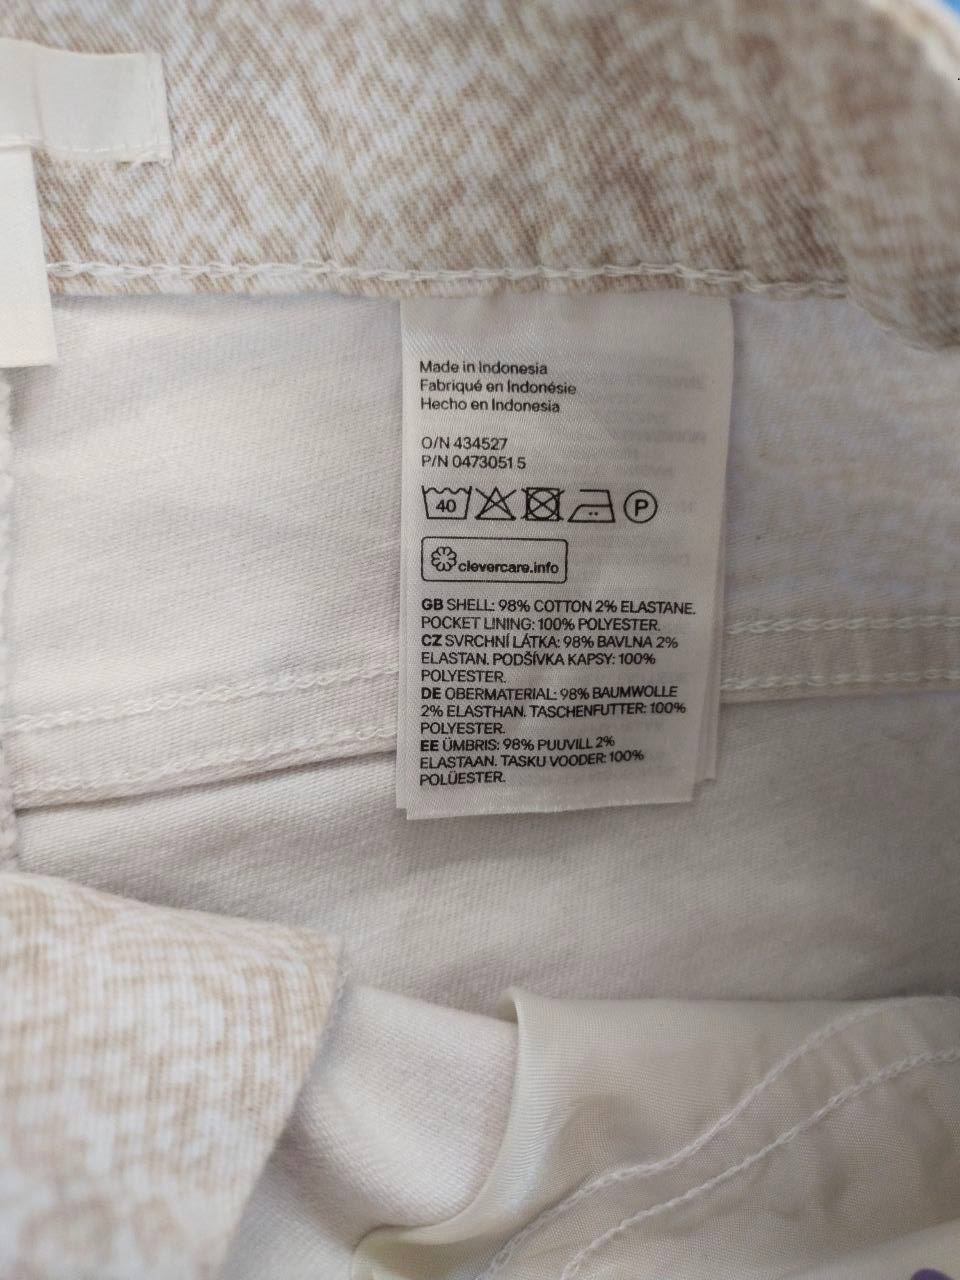 Made in Indonesia
Fabriqué en Indonésie
Hecho en Indonesia
O/N 434527
P/N 0473051 5
40 P
clevercare.info
GB SHELL: 98% COTTON 2% ELASTANE.
POCKET LINING: 100% POLYESTER.
CZ SVRCHNÍ LÁTKA: 98% BAVLNA 2%
ELASTAN. PODŠÍVKA KAPSY: 100%
POLYESTER.
DE OBERMATERIAL: 98% BAUMWOLLE
2% ELASTHAN. TASCHENFUTTER: 100%
POLYESTER.
EE ÜMBRIS: 98% PUUVILL 2%
ELASTAAN. TASKU VOODER: 100%
POLÜESTER.